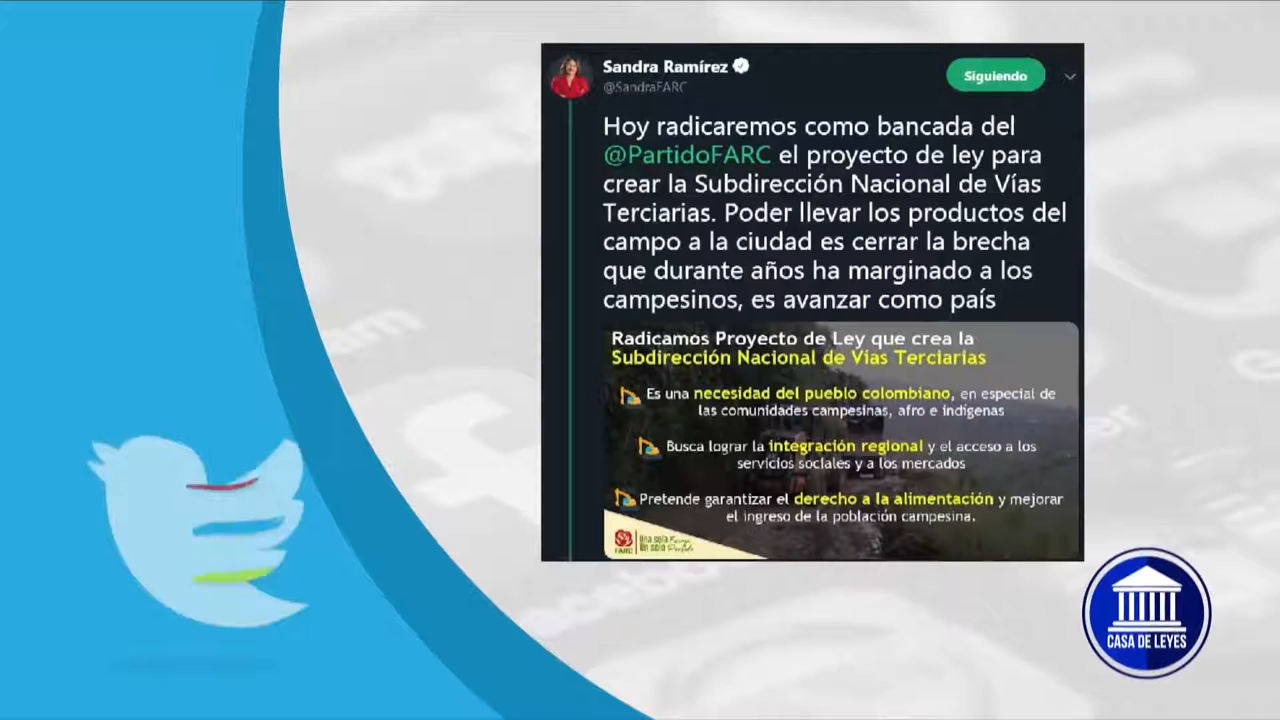 Sandra Ramírez
@SandraFARC
Siguiendo
Hoy radicaremos como bancada del
@PartidoFARC el proyecto de ley para
crear la Subdirección Nacional de Vías
Terciarias. Poder llevar los productos del
campo a la ciudad es cerrar la brecha
que durante años ha marginado a los
campesinos, es avanzar como país
Radicamos Proyecto de Ley que crea la
Subdirección Nacional de Vías Terciarias
Es una necesidad del pueblo colombiano, en especial de
las comunidades campesinas, afro e indígenas
Busca lograr la integración regional y el acceso a los
servicios sociales y a los mercados
Pretende garantizar el derecho a la alimentación y mejorar
el ingreso de la población campesina.
FARC
Una sola
Un solo Partido
CASA DE LEYES